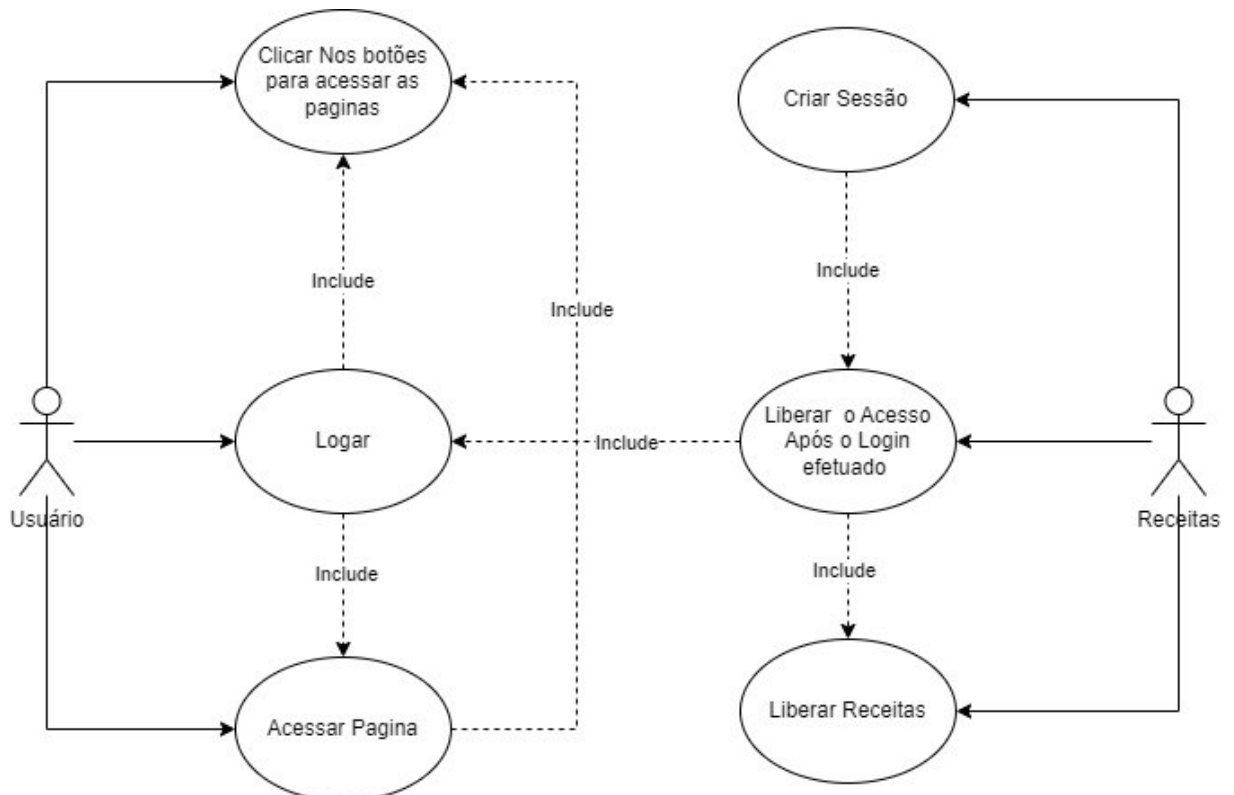 Clicar Nos botões
para acessar as
paginas
Criar Sessão
Include
Include
Include
Logar
Include
Liberar o Acesso
Após o Login
efetuado
Usuário
Receitas
Include
Include
Acessar Pagina
Liberar Receitas